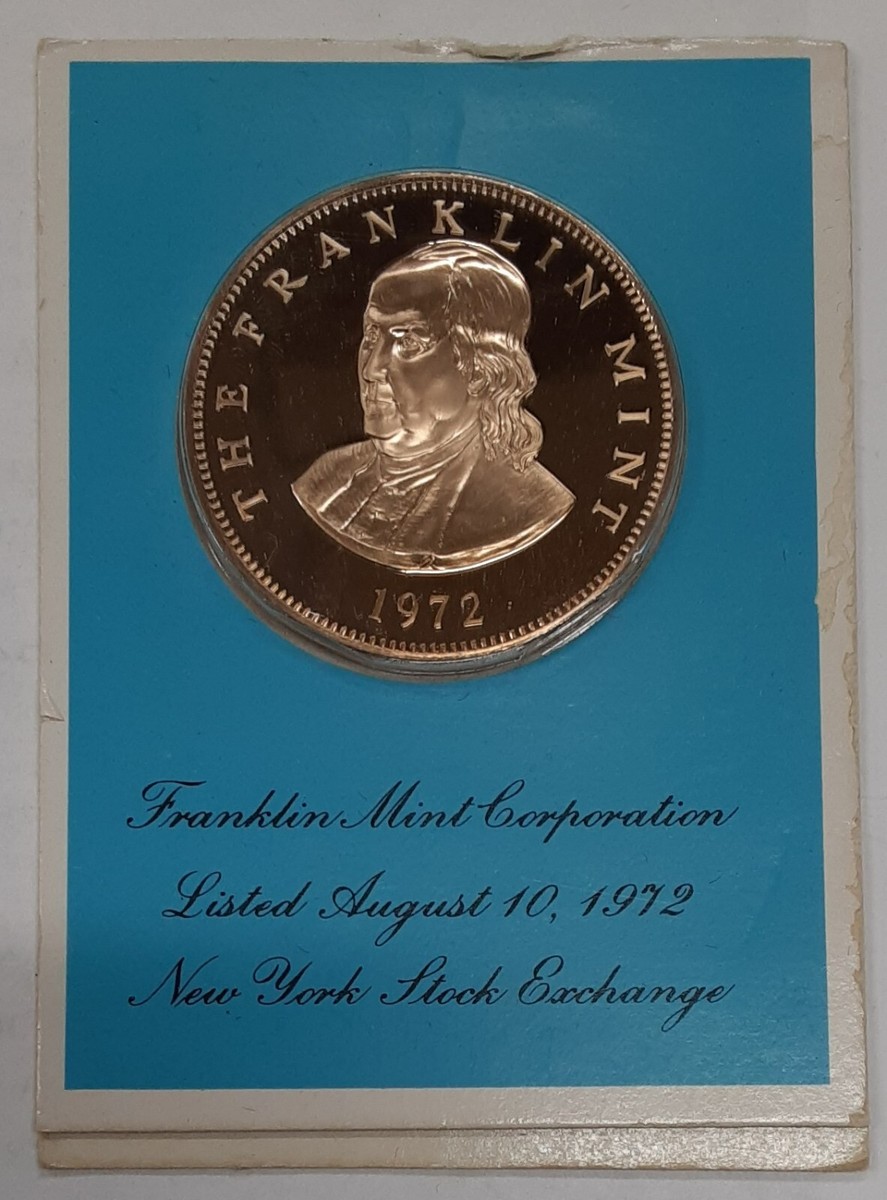 THE FRANKLIN MINT
1972
Franklin Mint Corporation
Listed August 10, 1972
New York Stock Exchange